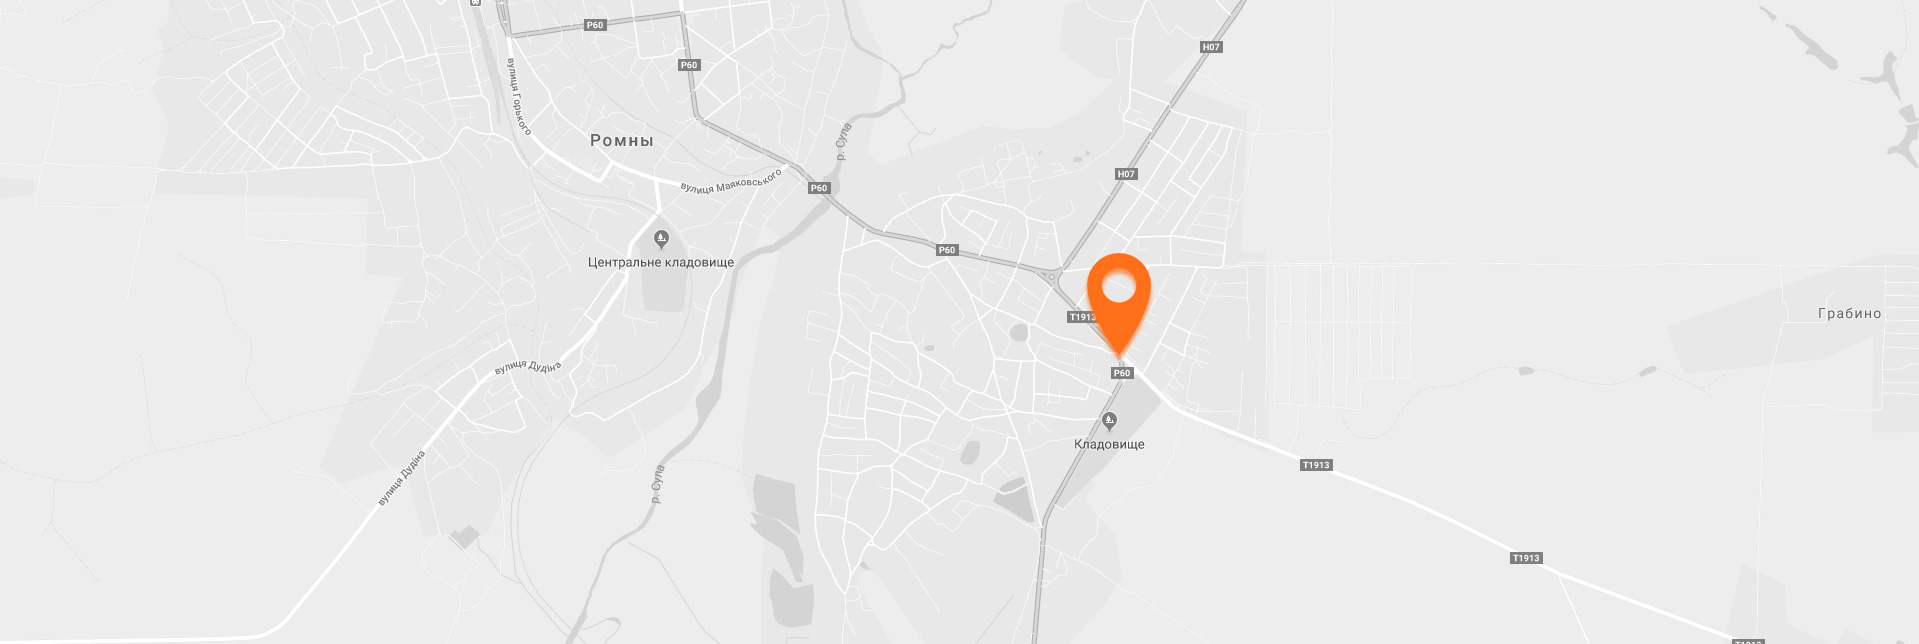 P60
H07
вулиця Горького
P60
Ромны
р. Сула
H07
вулиця Маяковського
P60
Центральне кладовище
P60
T1913
Грабино
вулиця Дудіна
P60
Кладовище
вулиця Дудіна
р. Сула
T1913
T1913
T1913